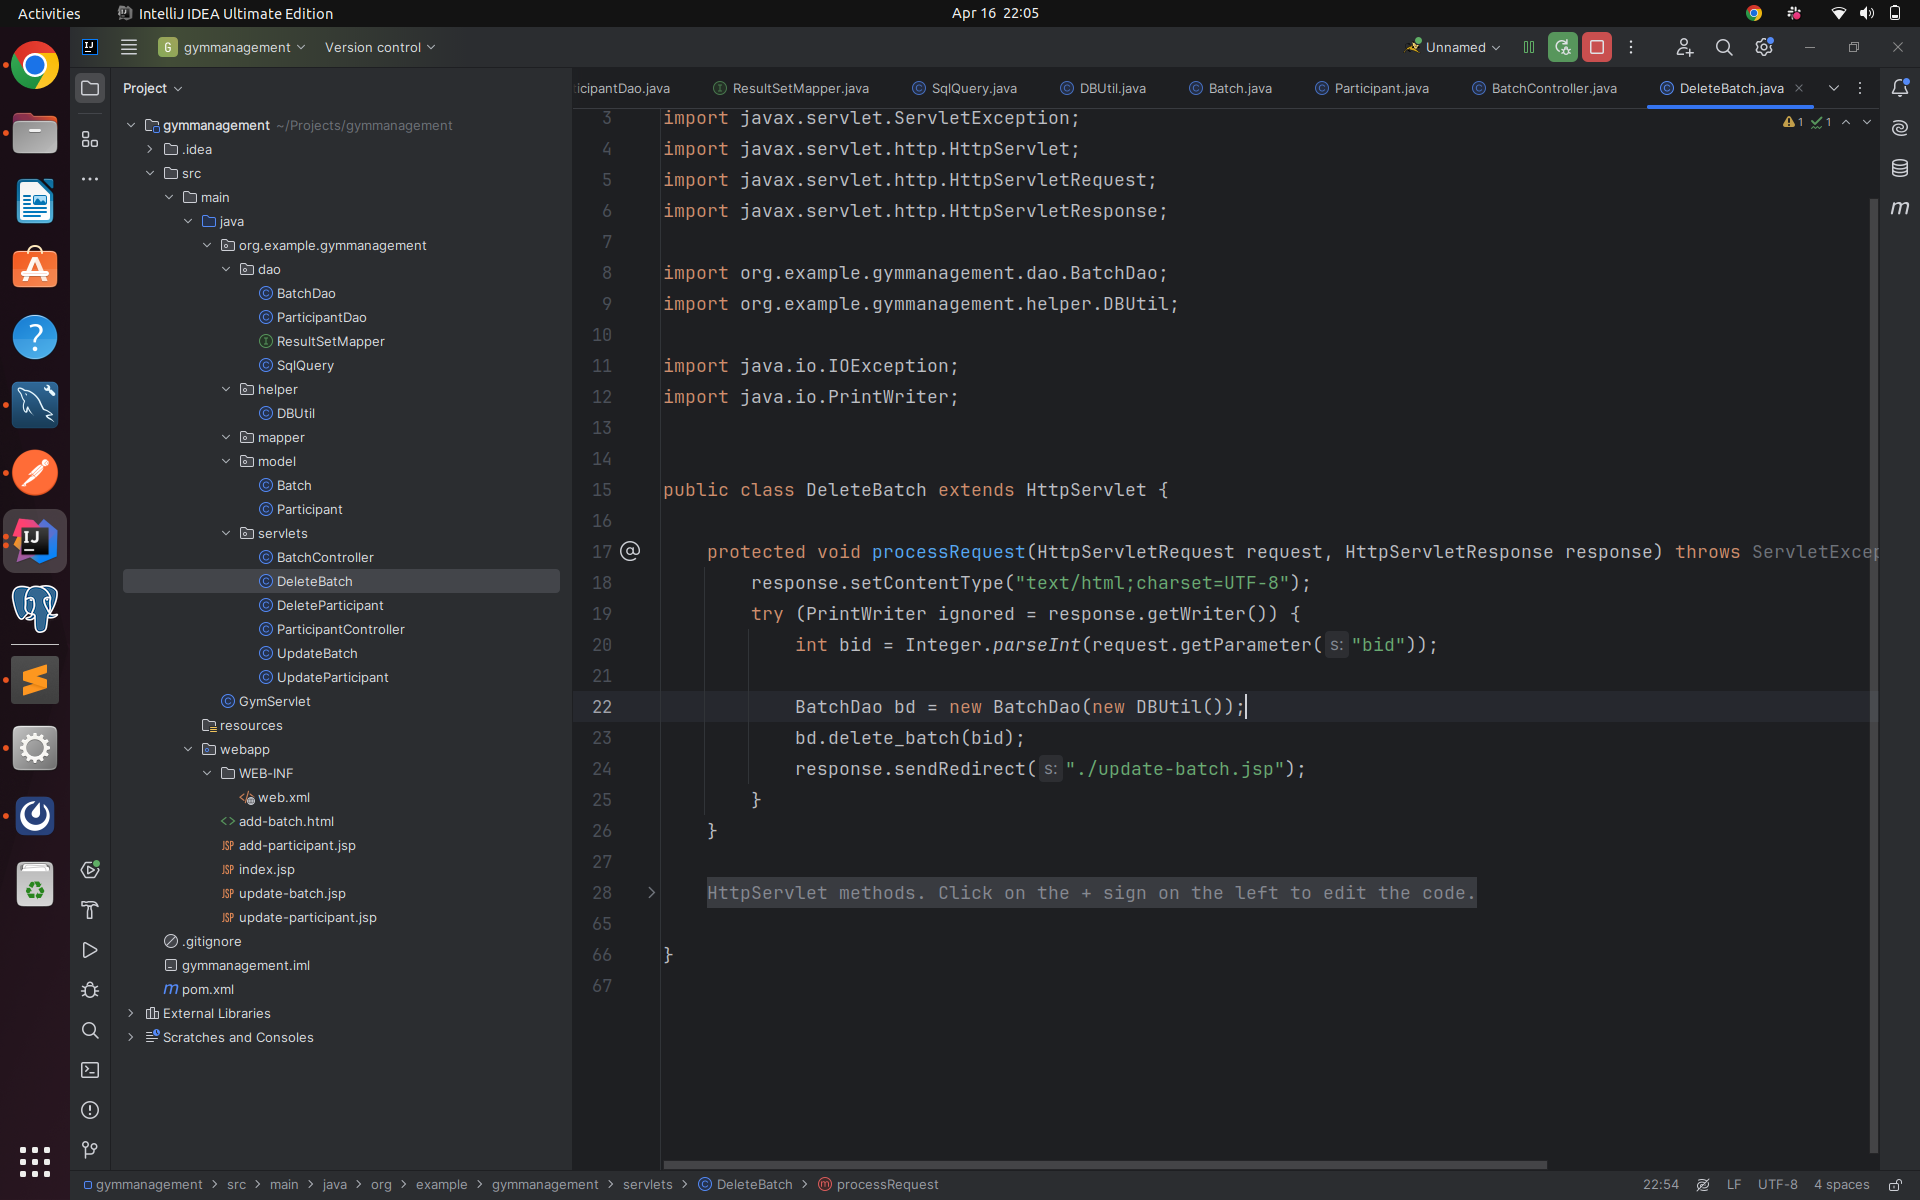 Activities
IntelliJ IDEA Ultimate Edition
Apr 16 22:05
IJ
G gymmanagement
Version control
Unnamed
Project
icipantDao.java
ResultSetMapper.java
SqlQuery.java
DBUtil.java
Batch.java
Participant.java
BatchController.java
DeleteBatch.java
1 1
gymmanagement ~/Projects/gymmanagement
.idea
src
main
java
org.example.gymmanagement
dao
BatchDao
ParticipantDao
ResultSetMapper
SqlQuery
helper
DBUtil
mapper
model
Batch
Participant
servlets
BatchController
DeleteBatch
DeleteParticipant
ParticipantController
UpdateBatch
UpdateParticipant
GymServlet
resources
webapp
WEB-INF
web.xml
add-batch.html
JSP add-participant.jsp
JSP index.jsp
JSP update-batch.jsp
JSP update-participant.jsp
.gitignore
gymmanagement.iml
m pom.xml
External Libraries
Scratches and Consoles
3 import javax.servlet.ServletException;
4 import javax.servlet.http.HttpServlet;
5 import javax.servlet.http.HttpServletRequest;
6 import javax.servlet.http.HttpServletResponse;
7
8 import org.example.gymmanagement.dao.BatchDao;
9 import org.example.gymmanagement.helper.DBUtil;
10
11 import java.io.IOException;
12 import java.io.PrintWriter;
13
14
15 public class DeleteBatch extends HttpServlet {
16
17 @ protected void processRequest(HttpServletRequest request, HttpServletResponse response) throws ServletExcep
18 response.setContentType("text/html;charset=UTF-8");
19 try (PrintWriter ignored = response.getWriter()) {
20 int bid = Integer.parseInt(request.getParameter( s: "bid"));
21
22 BatchDao bd = new BatchDao(new DBUtil());
23 bd.delete_batch(bid);
24 response.sendRedirect( s: "./update-batch.jsp");
25 }
26 }
27
28 HttpServlet methods. Click on the + sign on the left to edit the code.
65
66 }
67
m
gymmanagement > src > main > java > org > example > gymmanagement > servlets > DeleteBatch > processRequest
22:54
LF
UTF-8
4 spaces